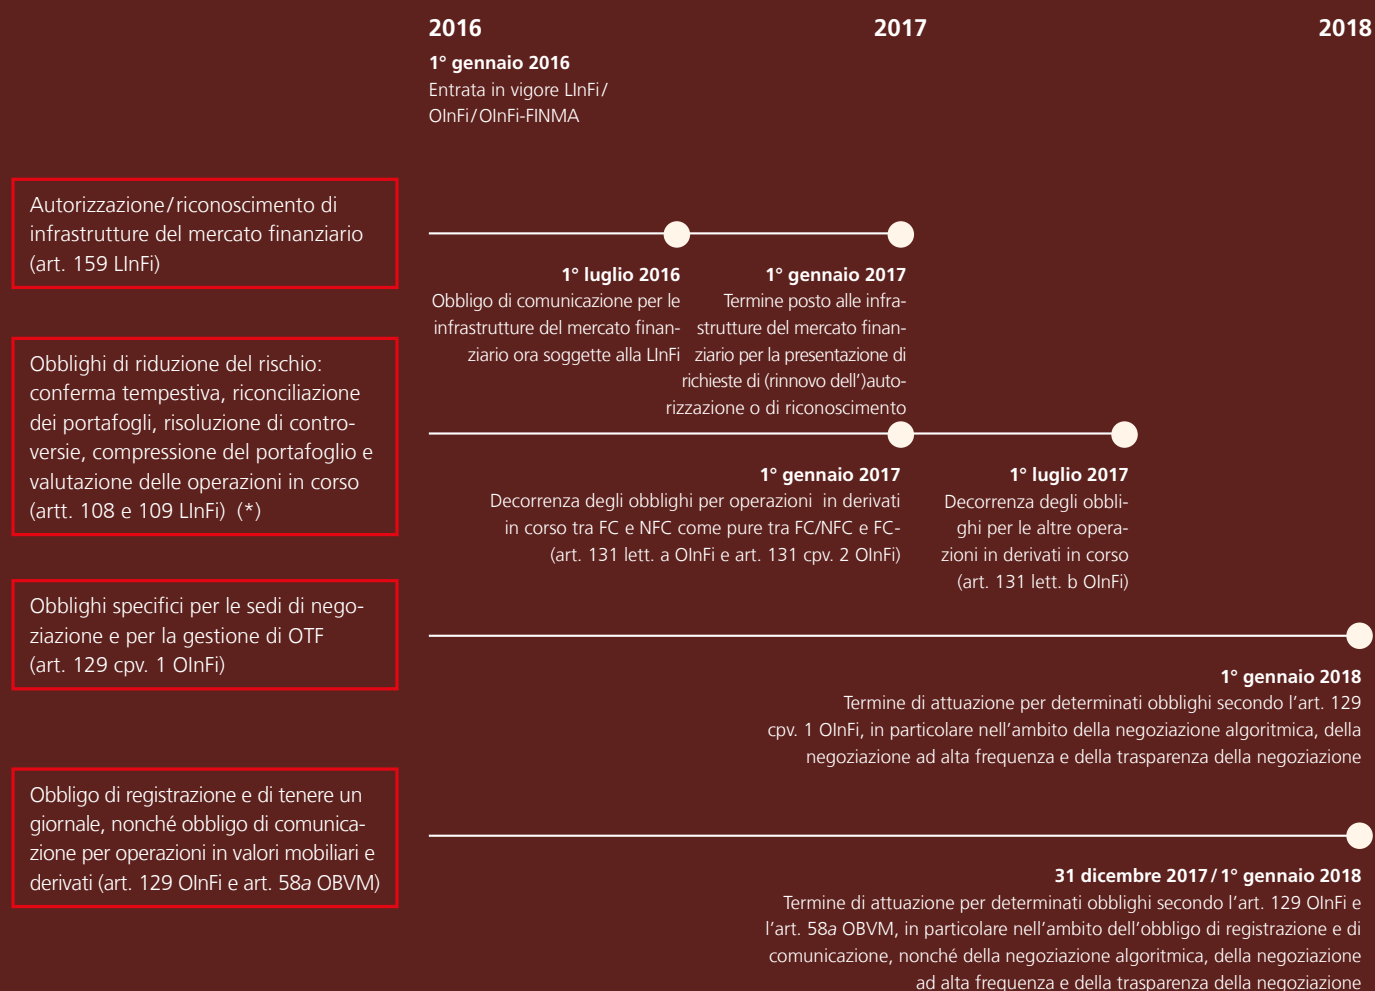 2016
2017
2018
1° gennaio 2016
Entrata in vigore LInFi/
OInFi/OInFi-FINMA
Autorizzazione/riconoscimento di
infrastrutture del mercato finanziario
(art. 159 LInFi)
1° luglio 2016
Obbligo di comunicazione per le
infrastrutture del mercato finan-
ziario ora soggette alla LInFi
1° gennaio 2017
Termine posto alle infra-
strutture del mercato finan-
ziario per la presentazione di
richieste di (rinnovo dell’)auto-
rizzazione o di riconoscimento
Obblighi di riduzione del rischio:
conferma tempestiva, riconciliazione
dei portafogli, risoluzione di contro-
versie, compressione del portafoglio e
valutazione delle operazioni in corso
(artt. 108 e 109 LInFi) (*)
1° gennaio 2017
Decorrenza degli obblighi per operazioni in derivati
in corso tra FC e NFC come pure tra FC/NFC e FC-
(art. 131 lett. a OInFi e art. 131 cpv. 2 OInFi)
1° luglio 2017
Decorrenza degli obbli-
ghi per le altre opera-
zioni in derivati in corso
(art. 131 lett. b OInFi)
Obblighi specifici per le sedi di nego-
ziazione e per la gestione di OTF
(art. 129 cpv. 1 OInFi)
1° gennaio 2018
Termine di attuazione per determinati obblighi secondo l’art. 129
cpv. 1 OInFi, in particolare nell’ambito della negoziazione algoritmica, della
negoziazione ad alta frequenza e della trasparenza della negoziazione
Obbligo di registrazione e di tenere un
giornale, nonché obbligo di comunica-
zione per operazioni in valori mobiliari e
derivati (art. 129 OInFi e art. 58a OBVM)
31 dicembre 2017/1° gennaio 2018
Termine di attuazione per determinati obblighi secondo l’art. 129 OInFi e
l’art. 58a OBVM, in particolare nell’ambito dell’obbligo di registrazione e di
comunicazione, nonché della negoziazione algoritmica, della negoziazione
ad alta frequenza e della trasparenza della negoziazione